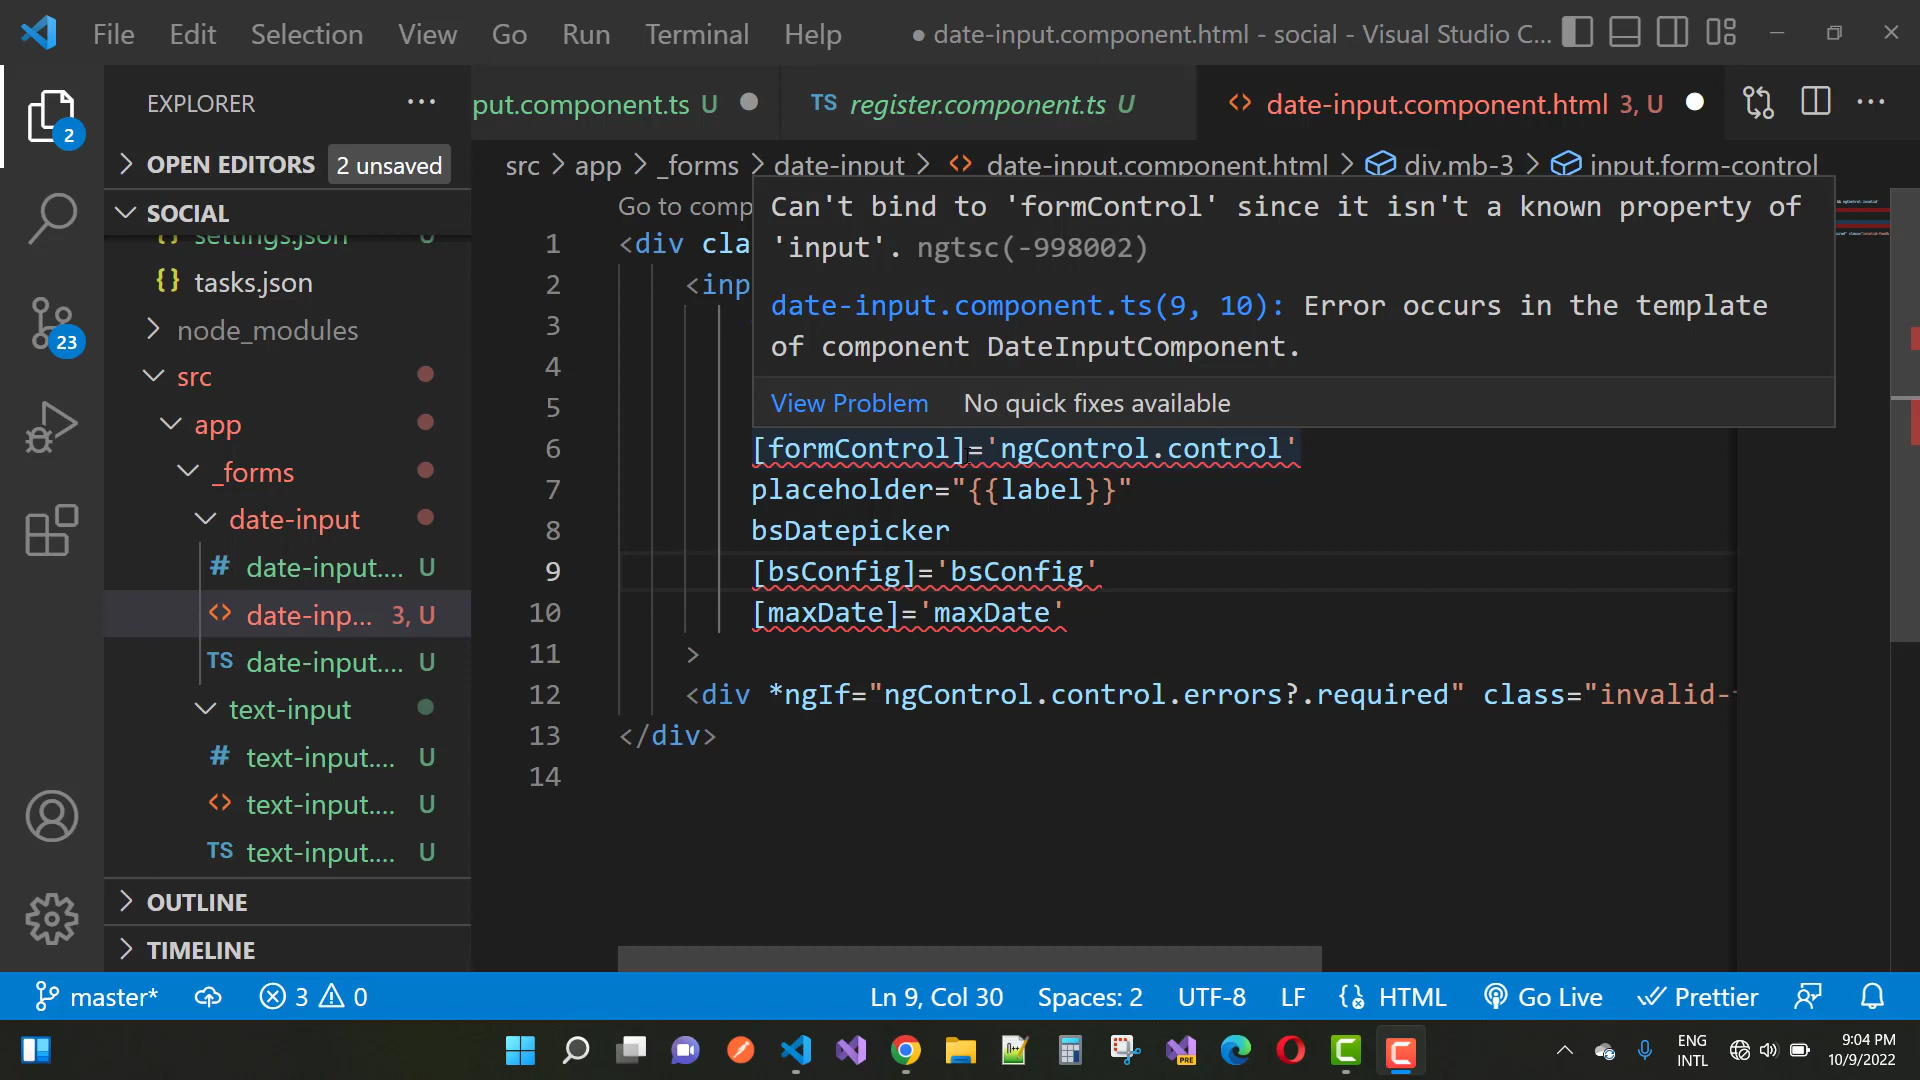 File Edit Selection View Go Run Terminal Help ● date-input.component.html - social - Visual Studio C...
EXPLORER ...
put.component.ts U TS register.component.ts U date-input.component.html 3, U ...
OPEN EDITORS 2 unsaved
src > app > _forms > date-input > date-input.component.html > div.mb-3 > input.form-control
SOCIAL
settings.json U
tasks.json
node_modules
src
app
_forms
date-input
date-input.... U
date-inp... 3, U
TS date-input.... U
text-input
text-input.... U
text-input.... U
TS text-input.... U
OUTLINE
TIMELINE
Go to comp
Can't bind to 'formControl' since it isn't a known property of
'input'. ngtsc(-998002)
date-input.component.ts(9, 10): Error occurs in the template
of component DateInputComponent.
View Problem No quick fixes available
1 <div cla
2 <inp
3
4
5
6 [formControl]='ngControl.control'
7 placeholder="{{label}}"
8 bsDatepicker
9 [bsConfig]='bsConfig'
10 [maxDate]='maxDate'
11 >
12 <div *ngIf="ngControl.control.errors?.required" class="invalid-
13 </div>
14
2
23
master* 3 0 Ln 9, Col 30 Spaces: 2 UTF-8 LF HTML Go Live Prettier
PRE
ENG
INTL
9:04 PM
10/9/2022